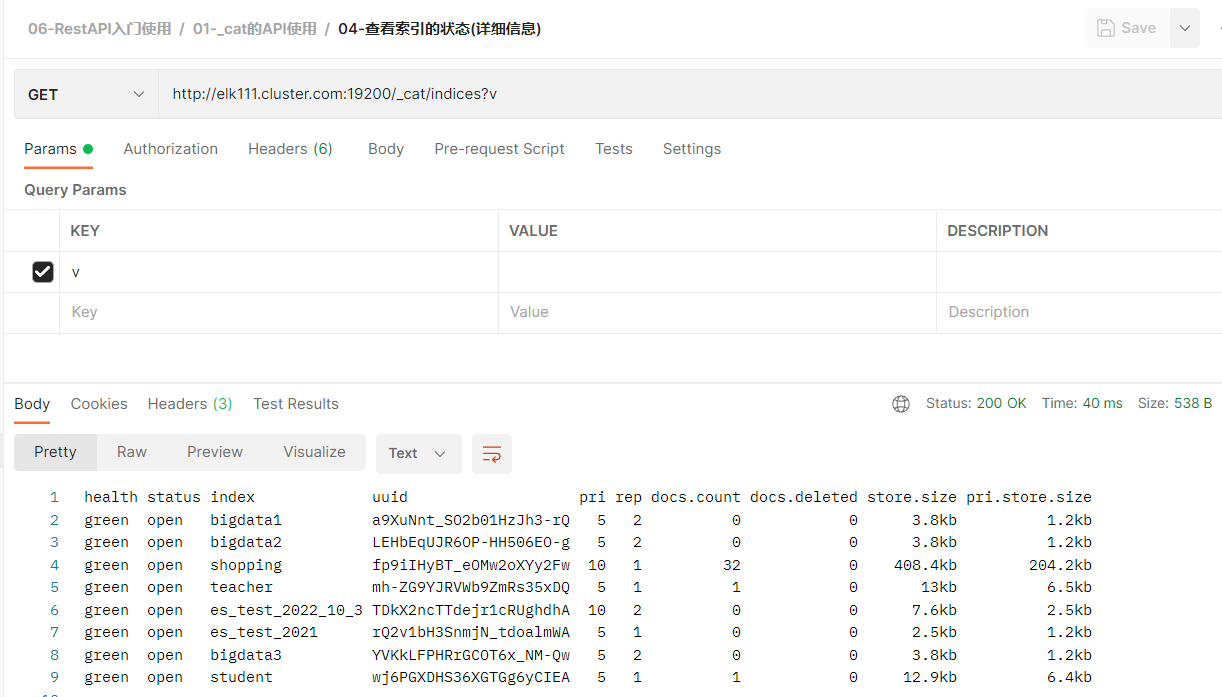 06-RestAPI入门使用 / 01-_cat的API使用 / 04-查看索引的状态(详细信息)
Save
GET http://elk111.cluster.com:19200/_cat/indices?v
Params Authorization Headers (6) Body Pre-request Script Tests Settings
Query Params
KEY VALUE DESCRIPTION
v
Key Value Description
Body Cookies Headers (3) Test Results Status: 200 OK Time: 40 ms Size: 538 B
Pretty Raw Preview Visualize Text
1 health status index uuid pri rep docs.count docs.deleted store.size pri.store.size
2 green open bigdata1 a9XuNnt_SO2b01HzJh3-rQ 5 2 0 0 3.8kb 1.2kb
3 green open bigdata2 LEHbEqUJR6OP-HH506EO-g 5 2 0 0 3.8kb 1.2kb
4 green open shopping fp9iIHyBT_eOMw2oXYy2Fw 10 1 32 0 408.4kb 204.2kb
5 green open teacher mh-ZG9YJRVWb9ZmRs35xDQ 5 1 1 0 13kb 6.5kb
6 green open es_test_2022_10_3 TDkX2ncTTdejr1cRUghdhA 10 2 0 0 7.6kb 2.5kb
7 green open es_test_2021 rQ2v1bH3SnmjN_tdoalmWA 5 1 0 0 2.5kb 1.2kb
8 green open bigdata3 YVKkLFPHRrGCOT6x_NM-Qw 5 2 0 0 3.8kb 1.2kb
9 green open student wj6PGXDHS36XGTGg6yCIEA 5 1 1 0 12.9kb 6.4kb